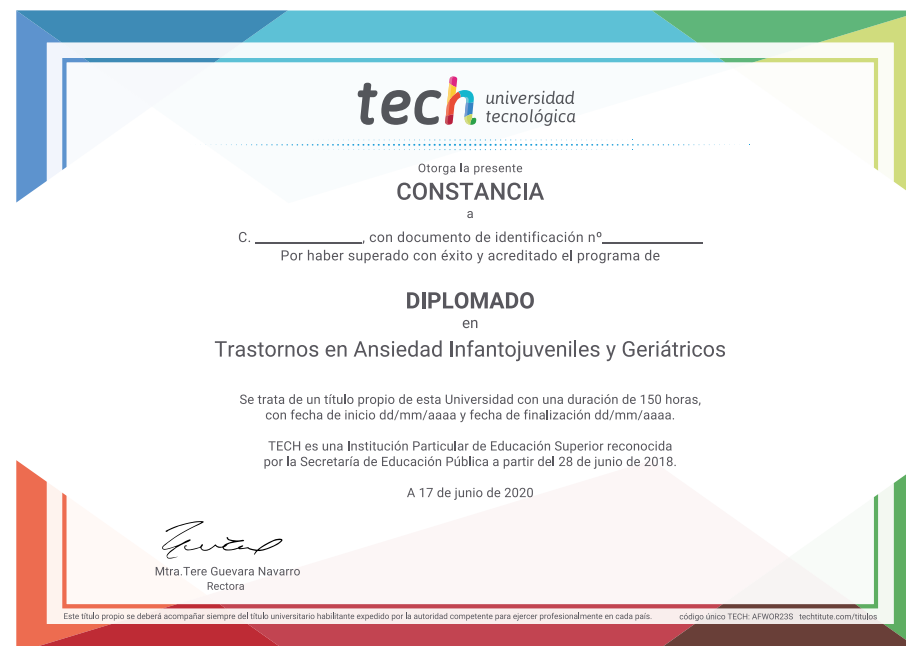 tech universidad
tecnológica
Otorga la presente
CONSTANCIA
a
C. ____________, con documento de identificación nº____________
Por haber superado con éxito y acreditado el programa de
DIPLOMADO
en
Trastornos en Ansiedad Infantojuveniles y Geriátricos
Se trata de un título propio de esta Universidad con una duración de 150 horas,
con fecha de inicio dd/mm/aaaa y fecha de finalización dd/mm/aaaa.
TECH es una Institución Particular de Educación Superior reconocida
por la Secretaría de Educación Pública a partir del 28 de junio de 2018.
A 17 de junio de 2020
Mtra.Tere Guevara Navarro
Rectora
Este título propio se deberá acompañar siempre del título universitario habilitante expedido por la autoridad competente para ejercer profesionalmente en cada país. código único TECH: AFWOR23S techtitute.com/titulos